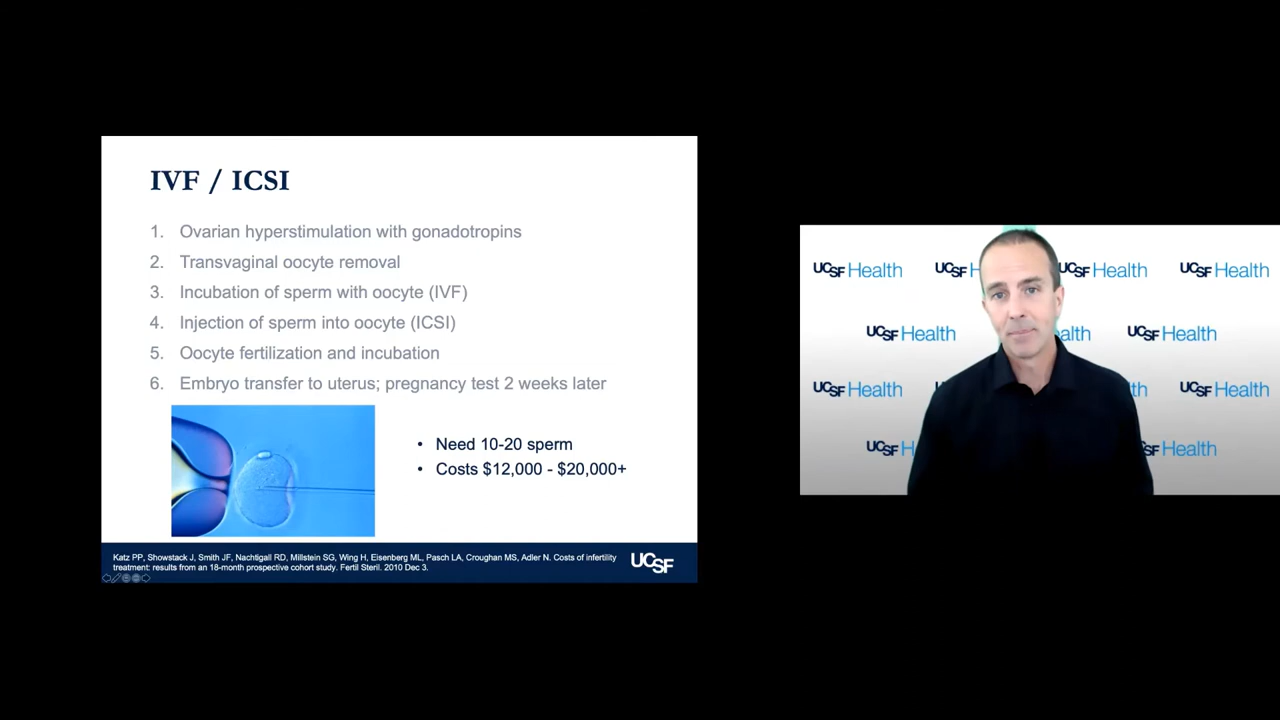 IVF / ICSI
1. Ovarian hyperstimulation with gonadotropins
2. Transvaginal oocyte removal
3. Incubation of sperm with oocyte (IVF)
4. Injection of sperm into oocyte (ICSI)
5. Oocyte fertilization and incubation
6. Embryo transfer to uterus; pregnancy test 2 weeks later
• Need 10-20 sperm
• Costs $12,000 - $20,000+
Katz PP, Showstack J, Smith JF, Nachtigall RD, Millstein SG, Wing H, Eisenberg ML, Pasch LA, Croughan MS, Adler N. Costs of infertility
treatment: results from an 18-month prospective cohort study. Fertil Steril. 2010 Dec 3.
UCSF
UCSF Health UCSF H UCSF Health UCSF Health
UCSF Health alth UCSF Health
UCSF Health th UCSF Health
UCSF H SF Health